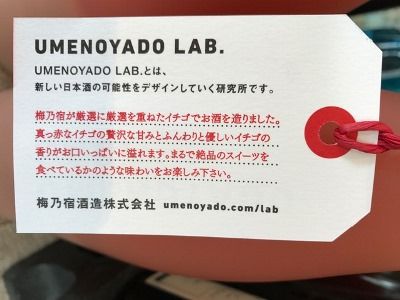 UMENOYADO LAB.
UMENOYADO LAB.とは、
新しい日本酒の可能性をデザインしていく研究所です。
梅乃宿が厳選に厳選を重ねたイチゴでお酒を造りました。
真っ赤なイチゴの贅沢な甘みとふんわりと優しいイチゴの
香りがお口いっぱいに溢れます。まるで絶品のスイーツを
食べているかのような味わいをお楽しみ下さい。
梅乃宿酒造株式会社 umenoyado.com/lab